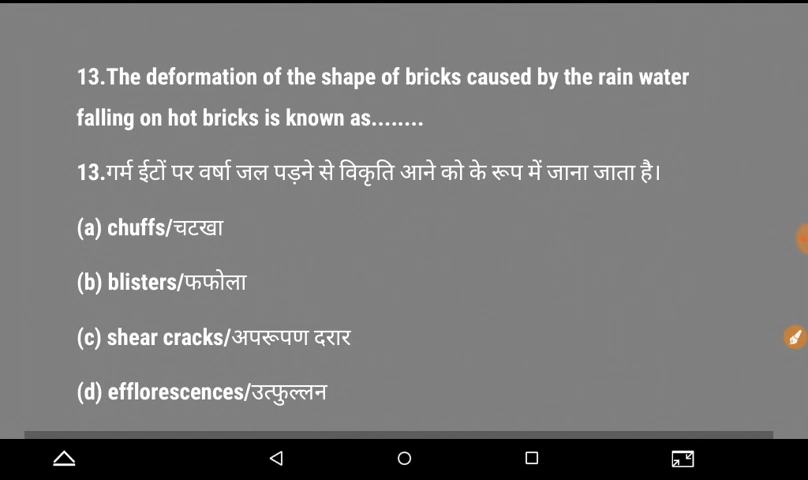 13.The deformation of the shape of bricks caused by the rain water
falling on hot bricks is known as........
13.गर्म ईटों पर वर्षा जल पड़ने से विकृति आने को के रूप में जाना जाता है।
(a) chuffs/चटखा
(b) blisters/फफोला
(c) shear cracks/अपरूपण दरार
(d) efflorescences/उत्फुल्लन